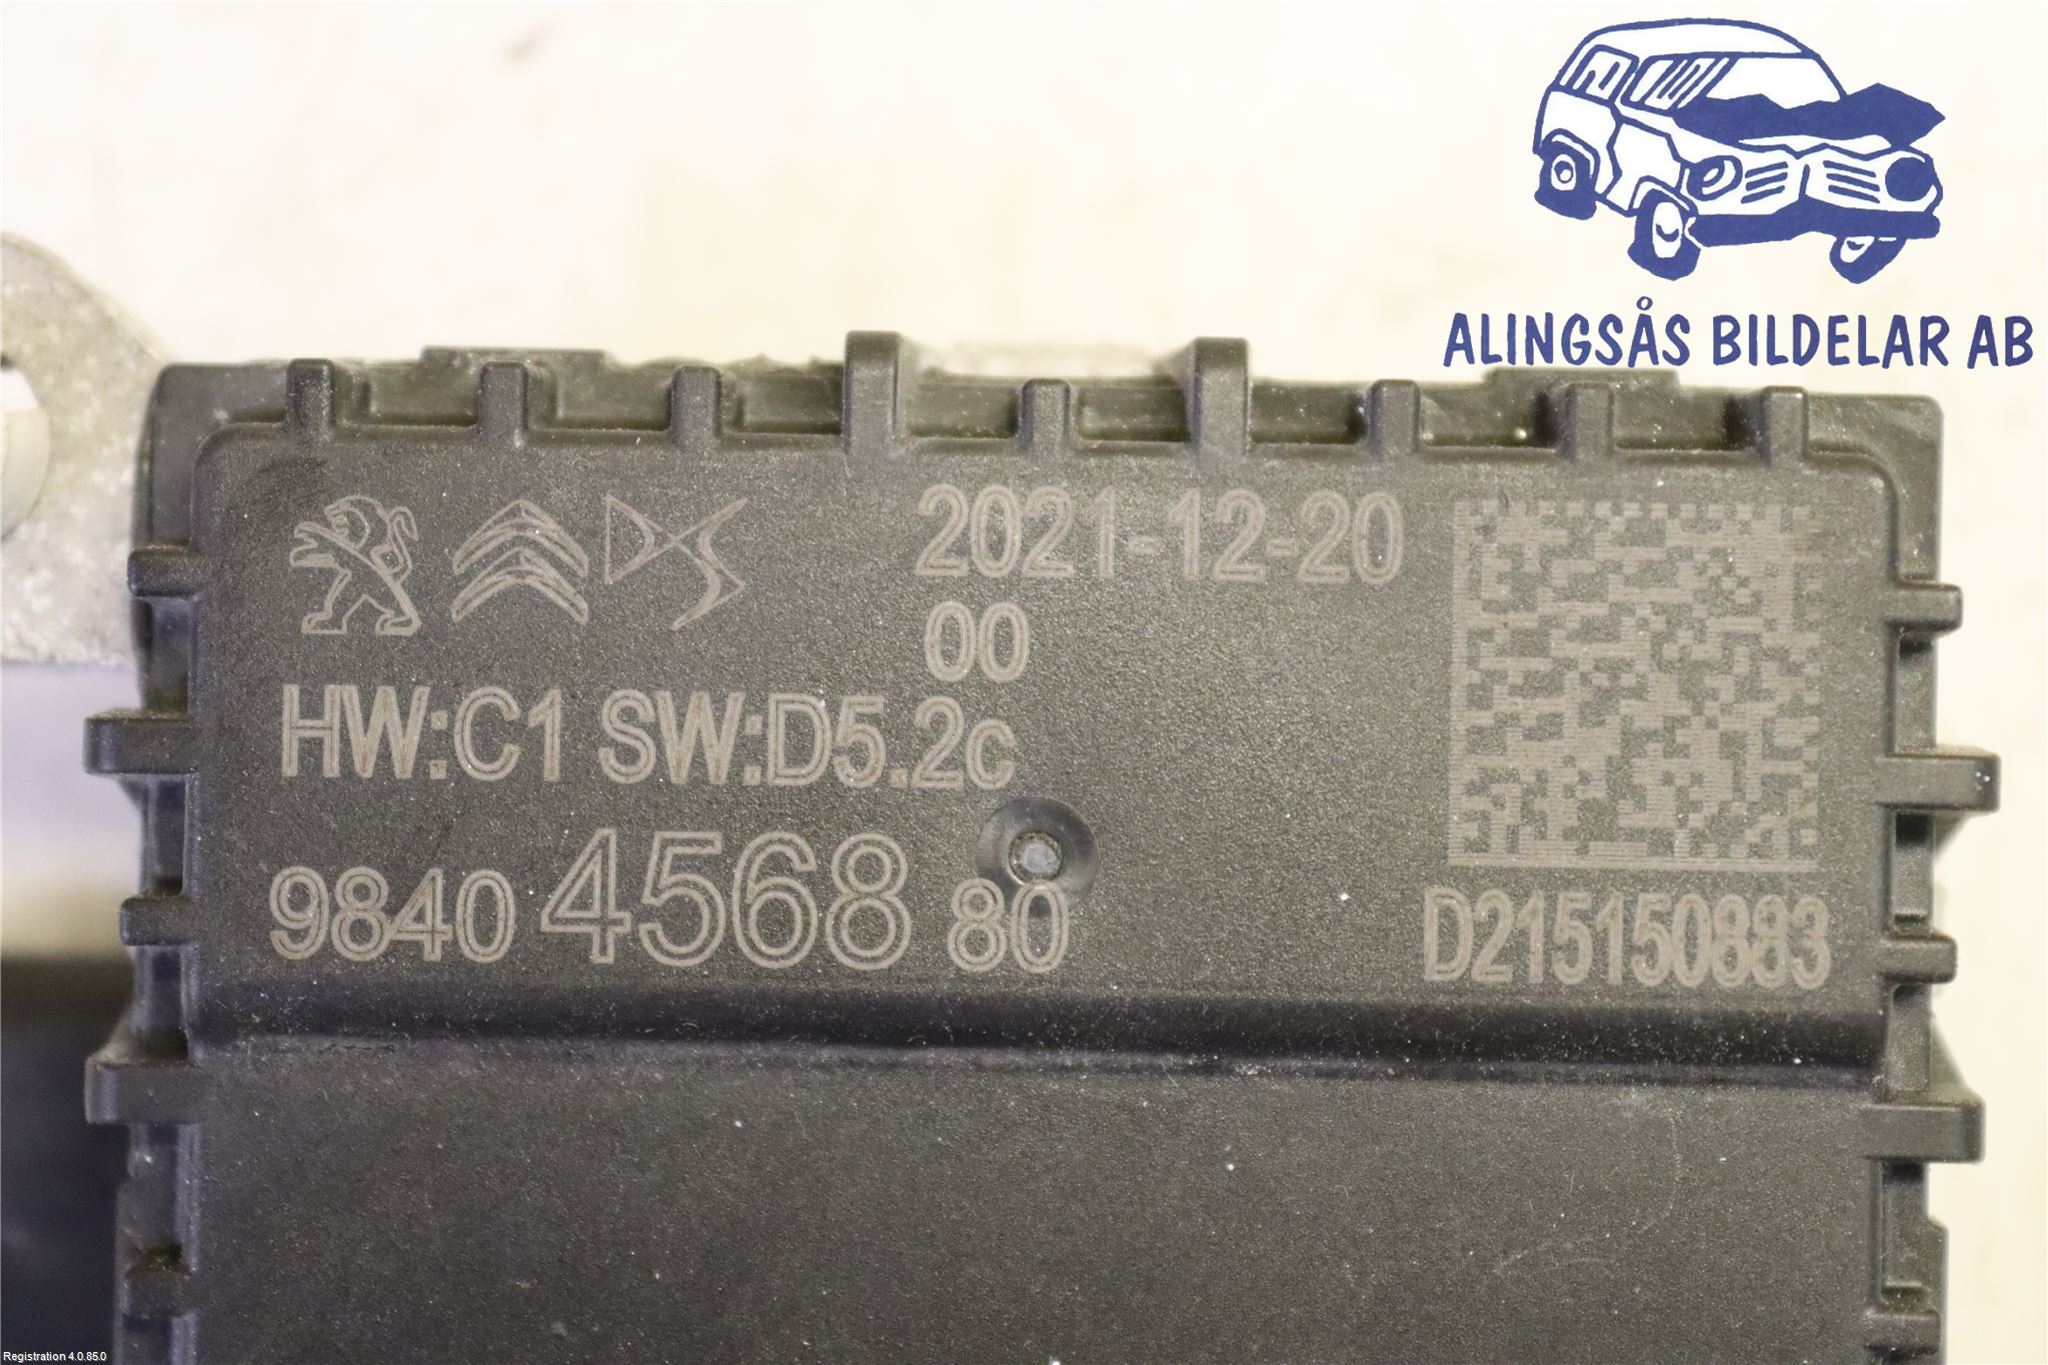 ALINGSÅS BILDELAR AB
DS 2021-12-20
00
HW:C1 SW:D5.2c
9840 4568 80
D215150883
Registration 4.0.85.0